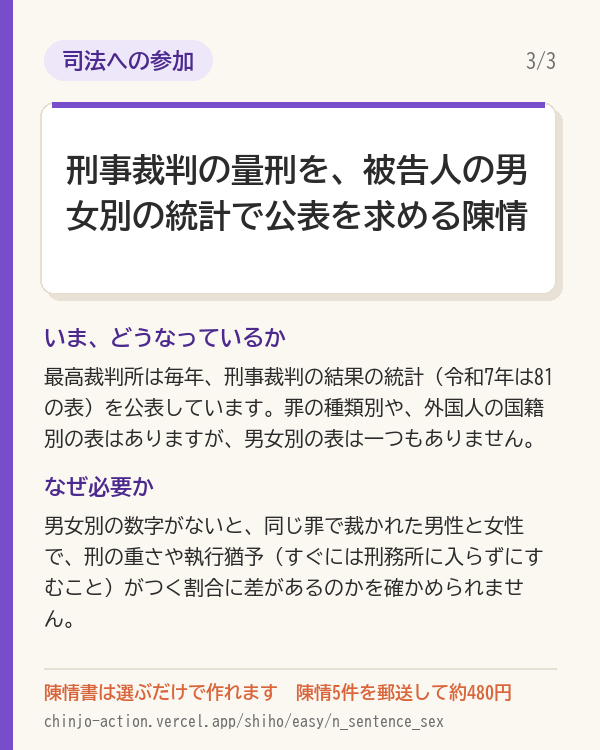 司法への参加
3/3
刑事裁判の量刑を、被告人の男
女別の統計で公表を求める陳情
いま、どうなっているか
最高裁判所は毎年、刑事裁判の結果の統計（令和7年は81
の表）を公表しています。罪の種類別や、外国人の国籍
別の表はありますが、男女別の表は一つもありません。
なぜ必要か
男女別の数字がないと、同じ罪で裁かれた男性と女性
で、刑の重さや執行猶予（すぐには刑務所に入らずにす
むこと）がつく割合に差があるのかを確かめられませ
ん。
陳情書は選ぶだけで作れます　陳情5件を郵送して約480円
chinjo-action.vercel.app/shiho/easy/n_sentence_sex